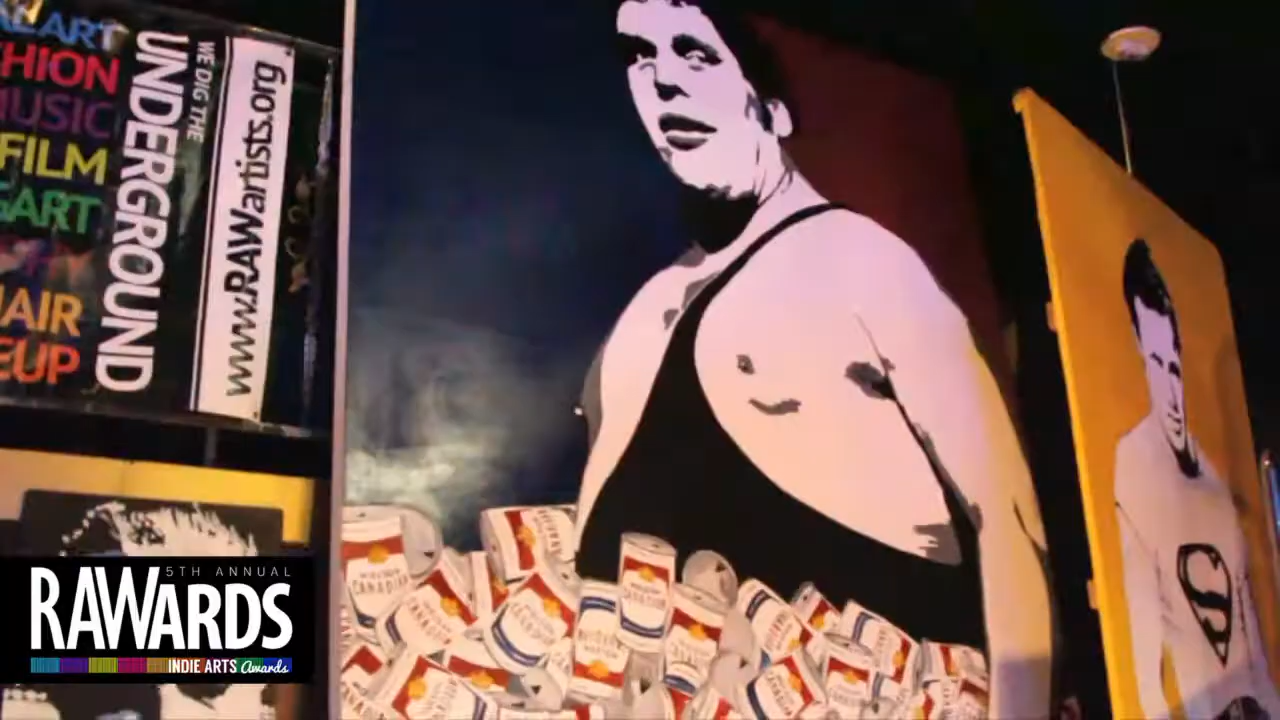 ART
HION
MUSIC
FILM
ART
HAIR
EUP
WE DIG THE
UNDERGROUND
www.RAWartists.org
CANADIAN
S
5TH ANNUAL
RAWARDS
INDIE ARTS Awards